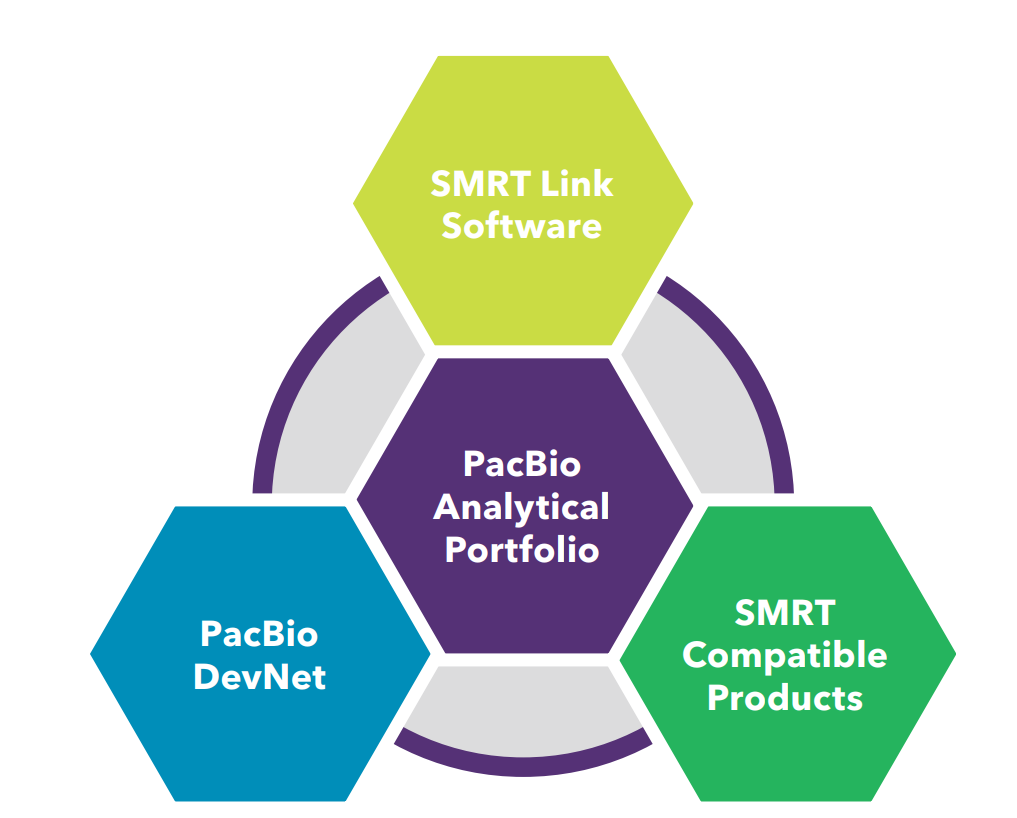 SMRT Link
Software
PacBio
Analytical
Portfolio
PacBio
DevNet
SMRT
Compatible
Products